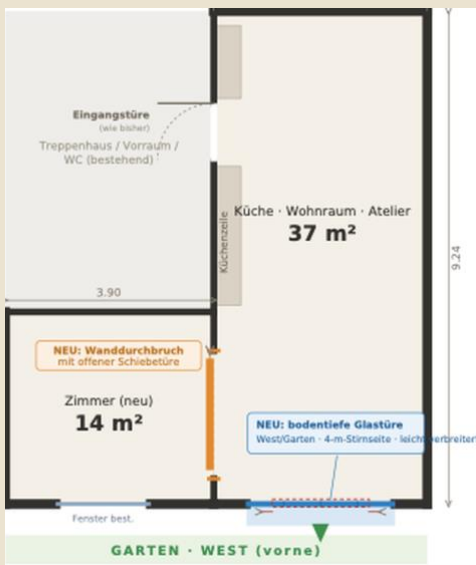 Eingangstüre
(wie bisher)
Treppenhaus / Vorraum /
WC (bestehend)
Küchenzeile
Küche · Wohnraum · Atelier
37 m²
9.24
3.90
NEU: Wanddurchbruch
mit offener Schiebetüre
Zimmer (neu)
14 m²
NEU: bodentiefe Glastüre
West/Garten · 4-m-Stirnseite · leicht verbreitert
Fenster best.
GARTEN · WEST (vorne)